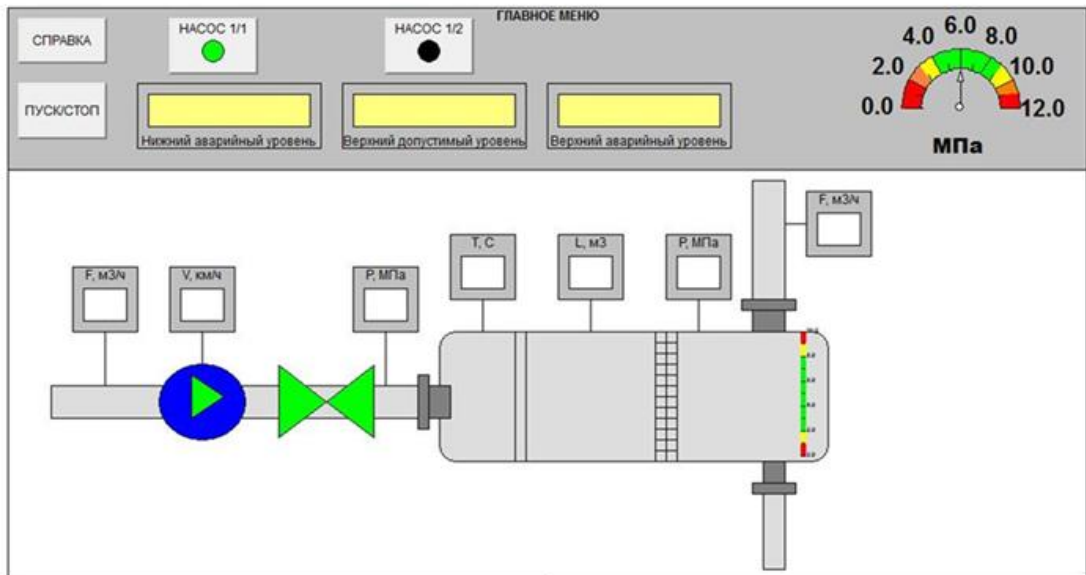 ГЛАВНОЕ МЕНЮ
СПРАВКА
НАСОС 1/1
НАСОС 1/2
ПУСК/СТОП
Нижний аварийный уровень
Верхний допустимый уровень
Верхний аварийный уровень
0.0
2.0
4.0
6.0
8.0
10.0
12.0
МПа
F, м3/ч
V, км/ч
P, МПа
T, C
L, м3
P, МПа
F, м3/ч